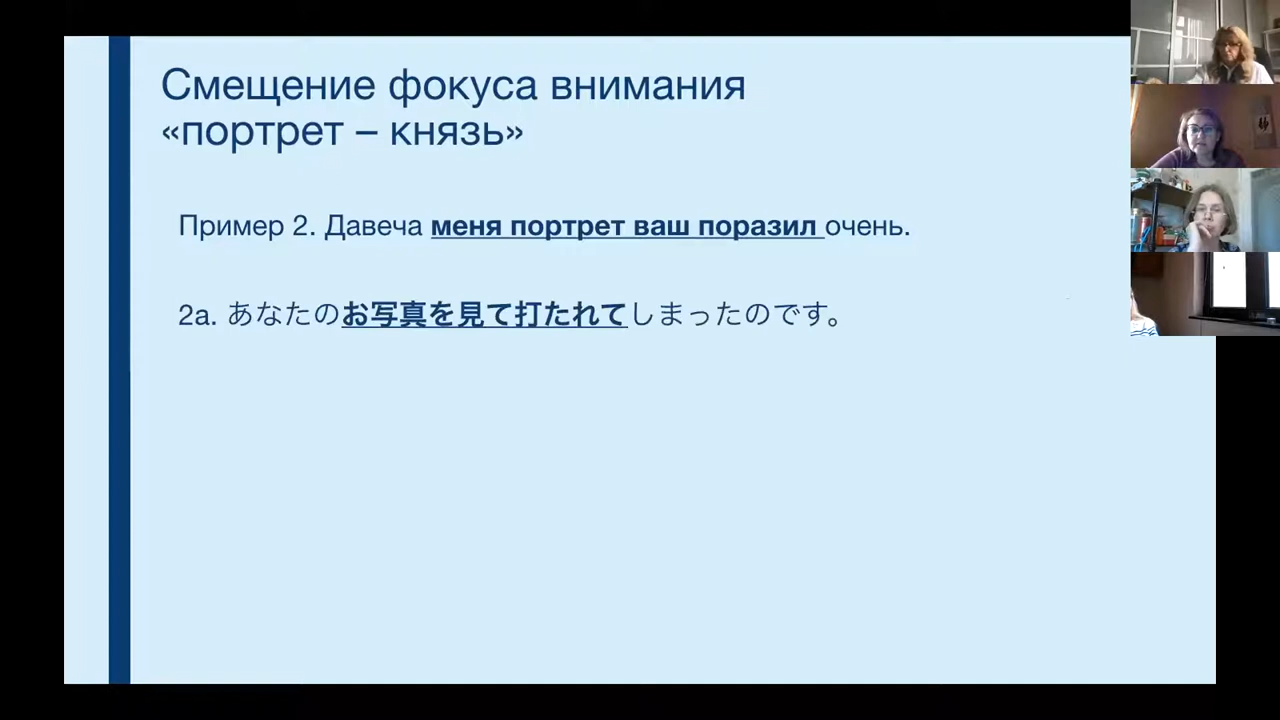 Смещение фокуса внимания
«портрет – князь»
Пример 2. Давеча меня портрет ваш поразил очень.
2а. あなたのお写真を見て打たれてしまったのです。